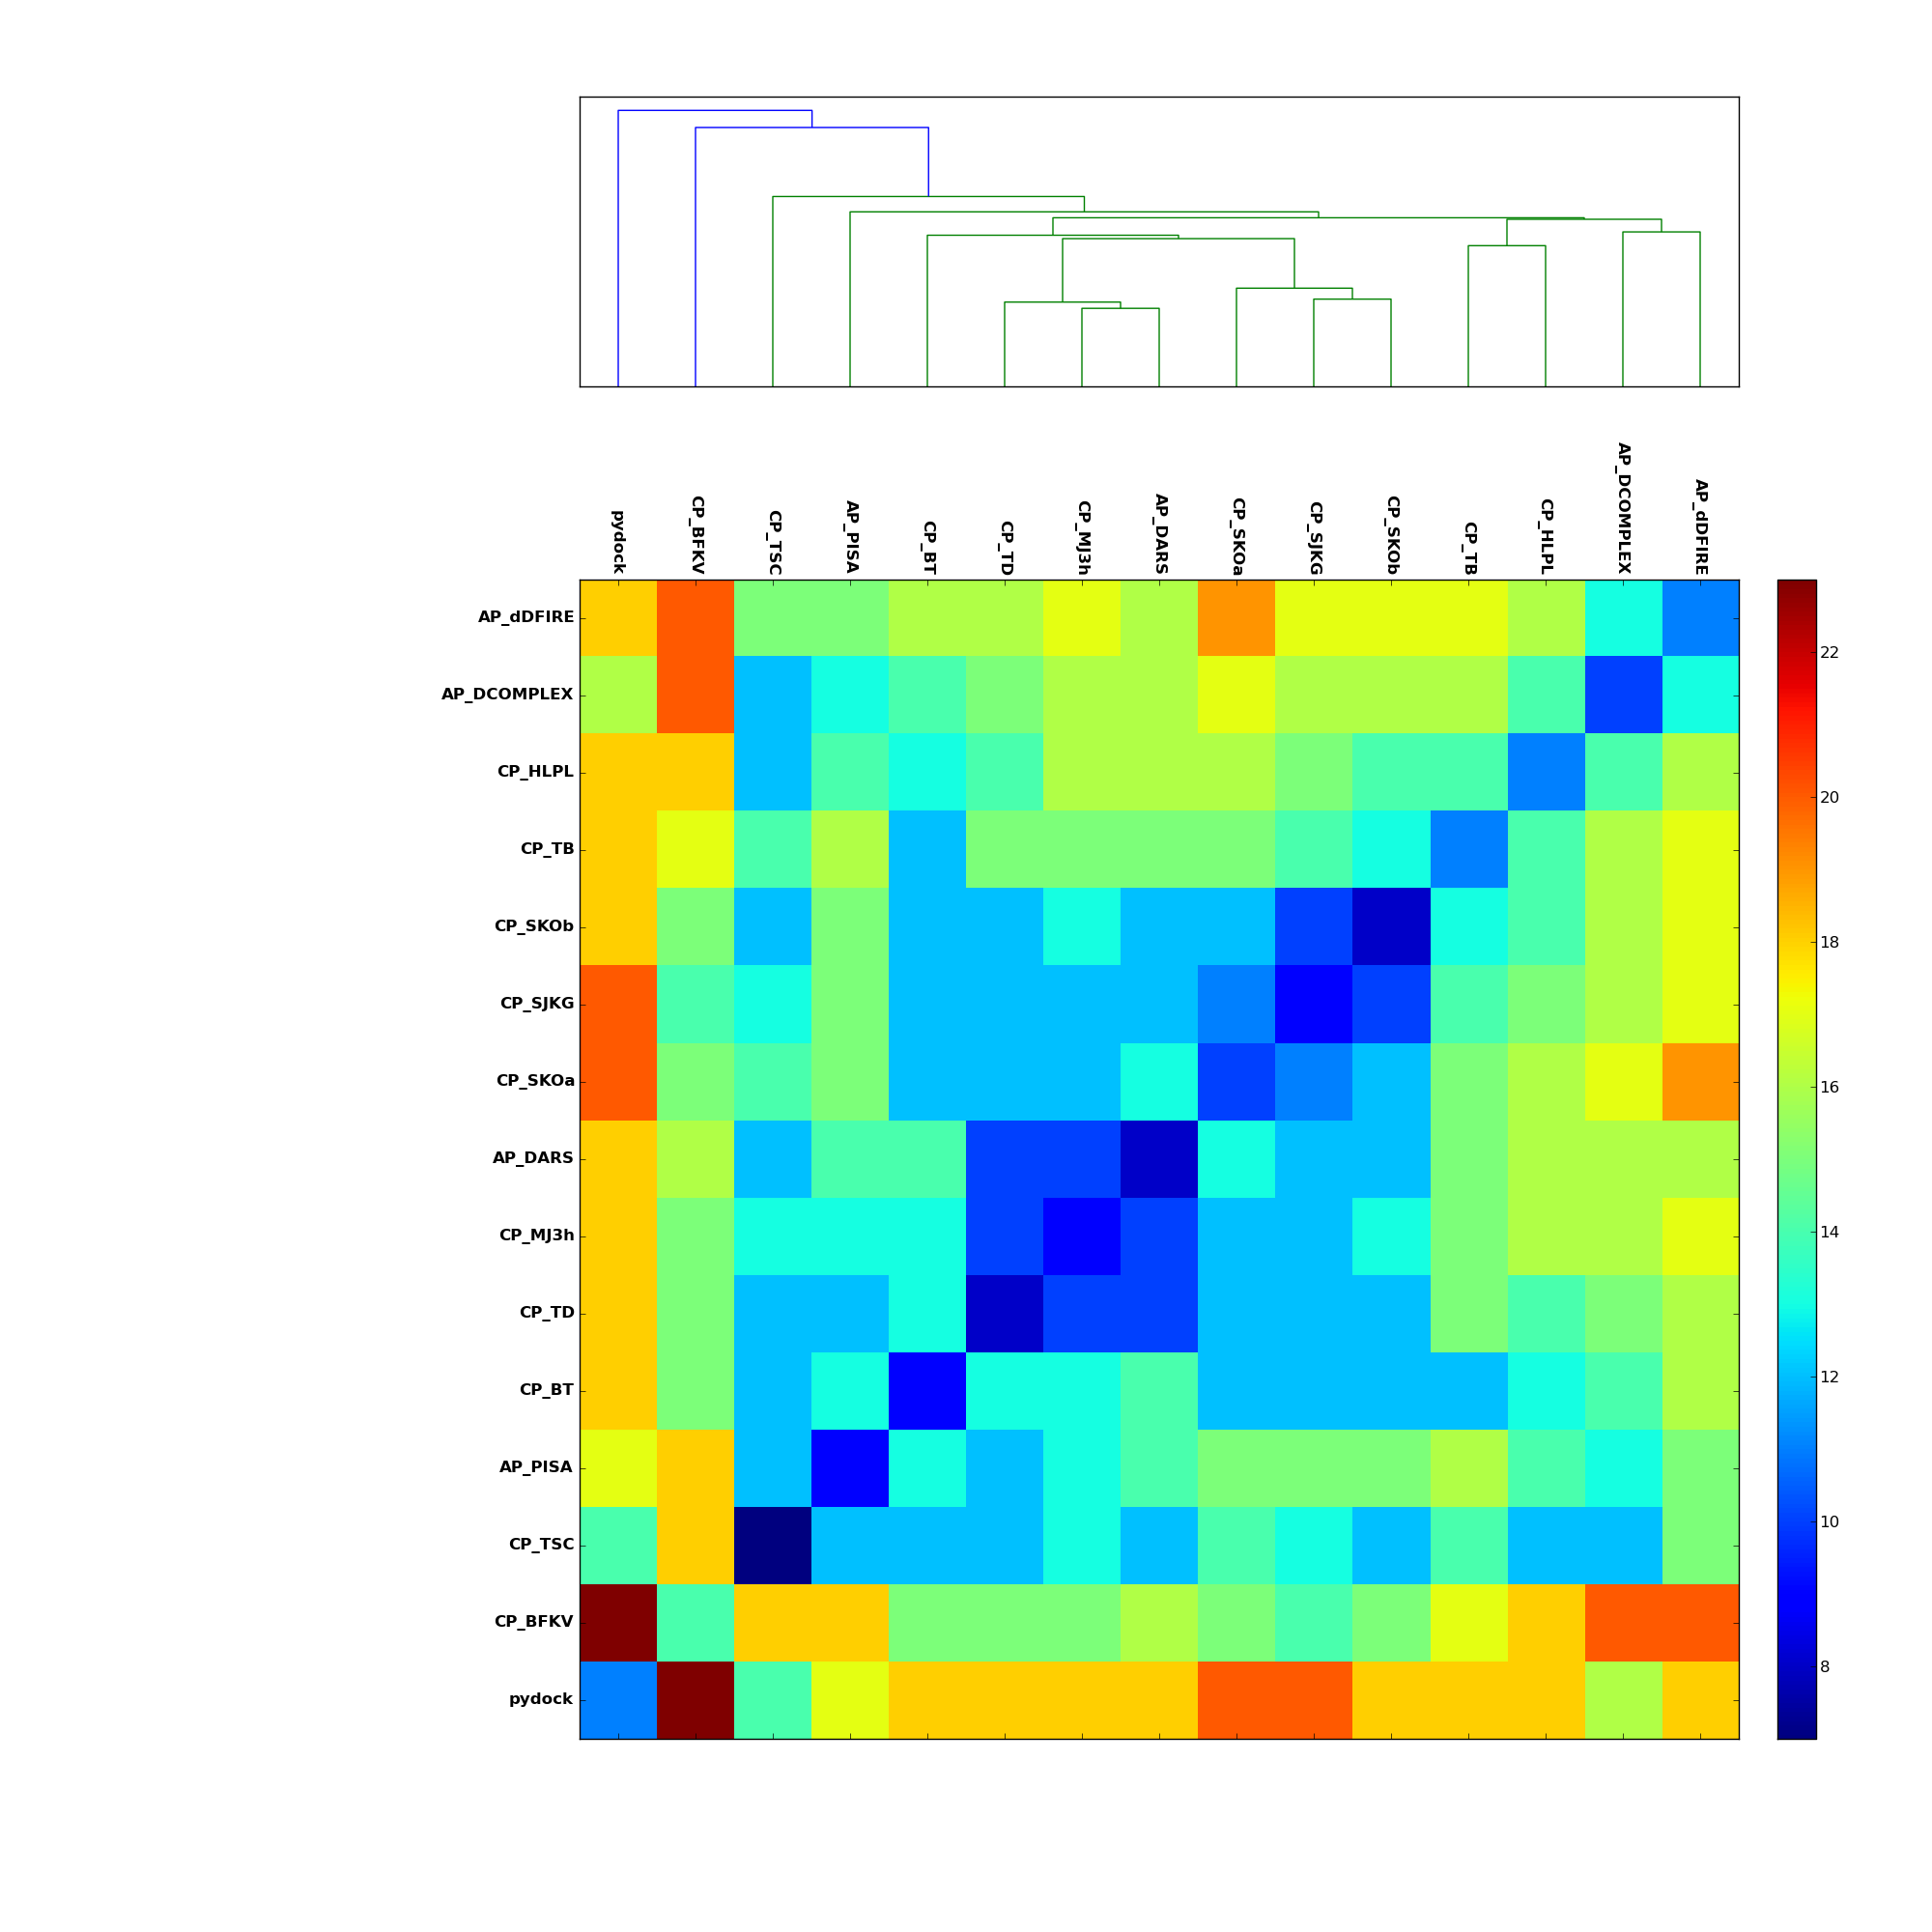 pydock
CP_BFKV
CP_TSC
AP_PISA
CP_BT
CP_TD
CP_MJ3h
AP_DARS
CP_SKOa
CP_SJKG
CP_SKOb
CP_TB
CP_HLPL
AP_DCOMPLEX
AP_dDFIRE
AP_dDFIRE
AP_DCOMPLEX
CP_HLPL
CP_TB
CP_SKOb
CP_SJKG
CP_SKOa
AP_DARS
CP_MJ3h
CP_TD
CP_BT
AP_PISA
CP_TSC
CP_BFKV
pydock
22
20
18
16
14
12
10
8